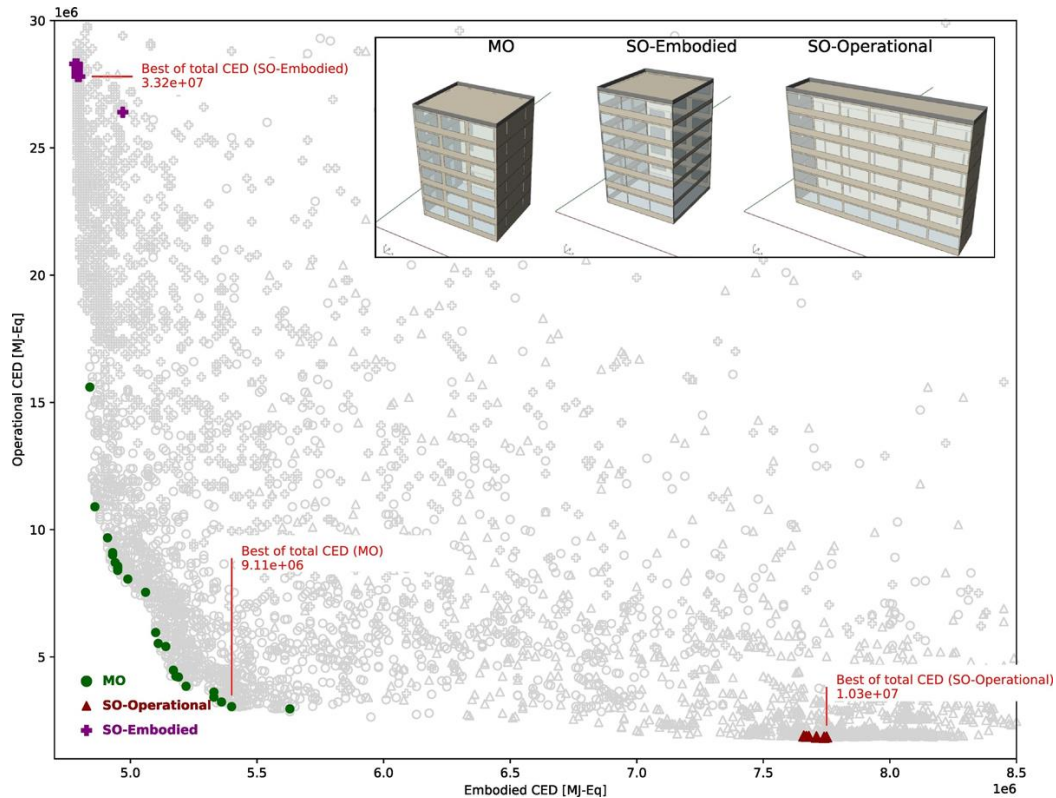 1e6
30
25
20
15
10
5
Operational CED [MJ-Eq]
MO SO-Embodied SO-Operational
Best of total CED (SO-Embodied)
3.32e+07
Best of total CED (MO)
9.11e+06
Best of total CED (SO-Operational)
1.03e+07
MO
SO-Operational
SO-Embodied
5.0 5.5 6.0 6.5 7.0 7.5 8.0 8.5
1e6
Embodied CED [MJ-Eq]